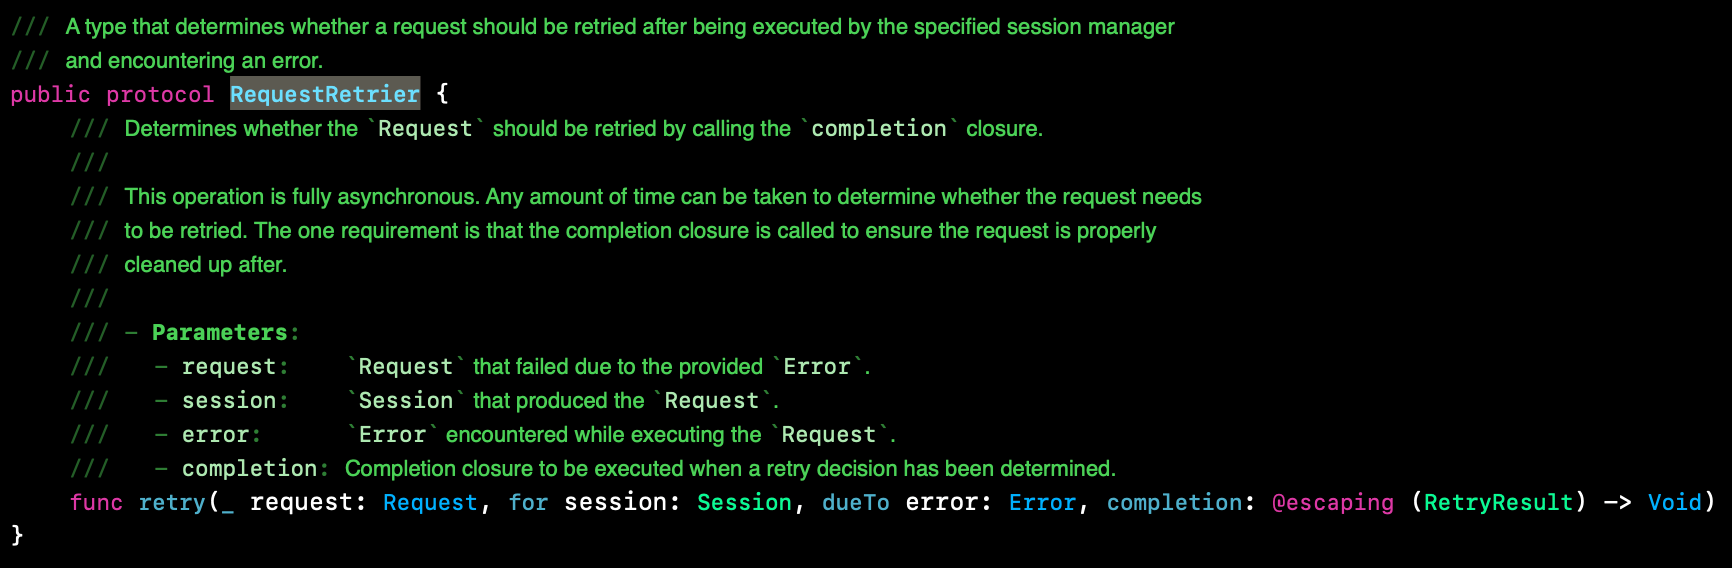 /// A type that determines whether a request should be retried after being executed by the specified session manager
/// and encountering an error.
public protocol RequestRetrier {
    /// Determines whether the `Request` should be retried by calling the `completion` closure.
    ///
    /// This operation is fully asynchronous. Any amount of time can be taken to determine whether the request needs
    /// to be retried. The one requirement is that the completion closure is called to ensure the request is properly
    /// cleaned up after.
    ///
    /// - Parameters:
    ///   - request:    `Request` that failed due to the provided `Error`.
    ///   - session:    `Session` that produced the `Request`.
    ///   - error:      `Error` encountered while executing the `Request`.
    ///   - completion: Completion closure to be executed when a retry decision has been determined.
    func retry(_ request: Request, for session: Session, dueTo error: Error, completion: @escaping (RetryResult) -> Void)
}